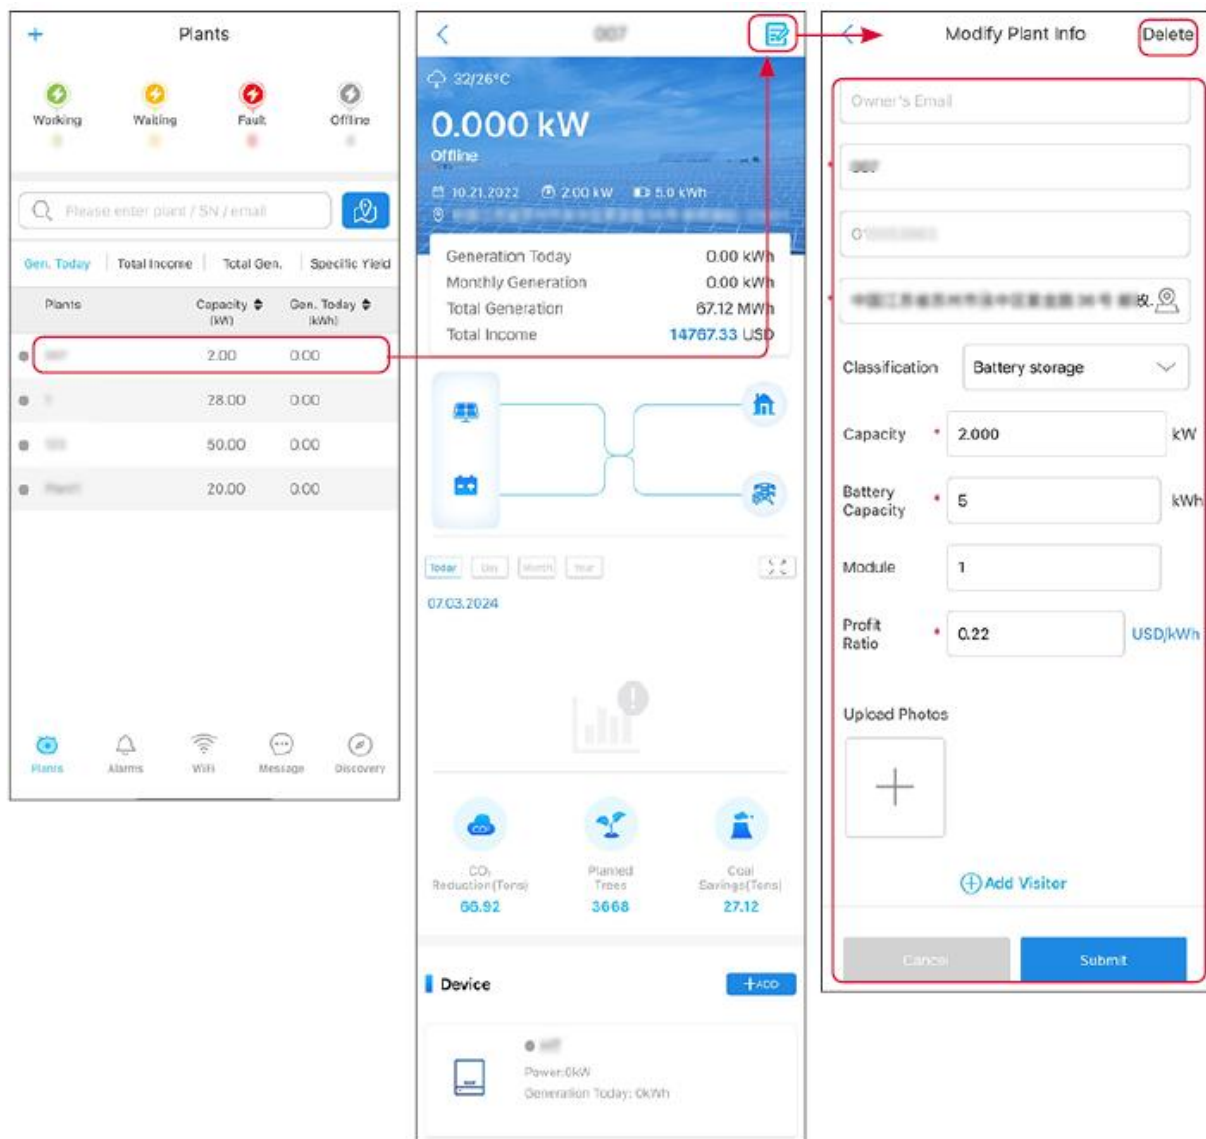 Plants
Working
Waiting
Fault
Offline
Please enter plant / SN / email
Gen. Today
Total Income
Total Gen.
Specific Yield
Plants
Capacity
(kW)
Gen. Today
(kWh)
2.00
0.00
28.00
0.00
50.00
0.00
20.00
0.00
Plants
Alarms
WiFi
Message
Discovery
007
32/26°C
0.000 kW
Offline
10.21.2022
2.00 kW
5.0 kWh
Generation Today
0.00 kWh
Monthly Generation
0.00 kWh
Total Generation
67.12 MWh
Total Income
14767.33 USD
Today
Day
Month
Year
07.03.2024
CO₂
Reduction(Tons)
66.92
Planted
Trees
3668
Coal
Savings(Tons)
27.12
Device
+ADD
Power:0kW
Generation Today: 0kWh
Modify Plant Info
Delete
Owner's Email
007
Classification
Battery storage
Capacity
*
2.000
kW
Battery
Capacity
*
5
kWh
Module
1
Profit
Ratio
*
0.22
USD/kWh
Upload Photos
Add Visitor
Cancel
Submit